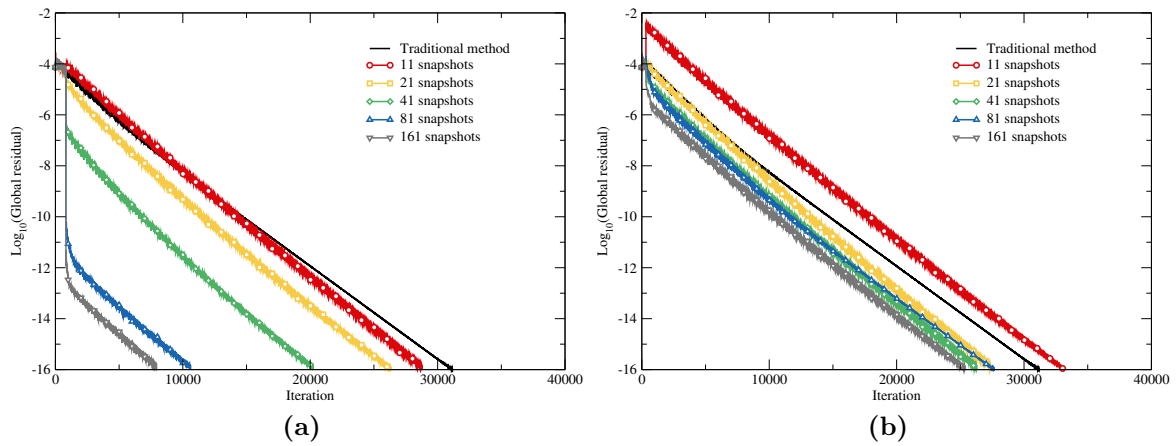 -2
-4
-6
-8
-10
-12
-14
-16
0
10000
20000
30000
40000
Log10(Global residual)
Iteration
Traditional method
11 snapshots
21 snapshots
41 snapshots
81 snapshots
161 snapshots
(a)
-2
-4
-6
-8
-10
-12
-14
-16
0
10000
20000
30000
40000
Log10(Global residual)
Iteration
Traditional method
11 snapshots
21 snapshots
41 snapshots
81 snapshots
161 snapshots
(b)